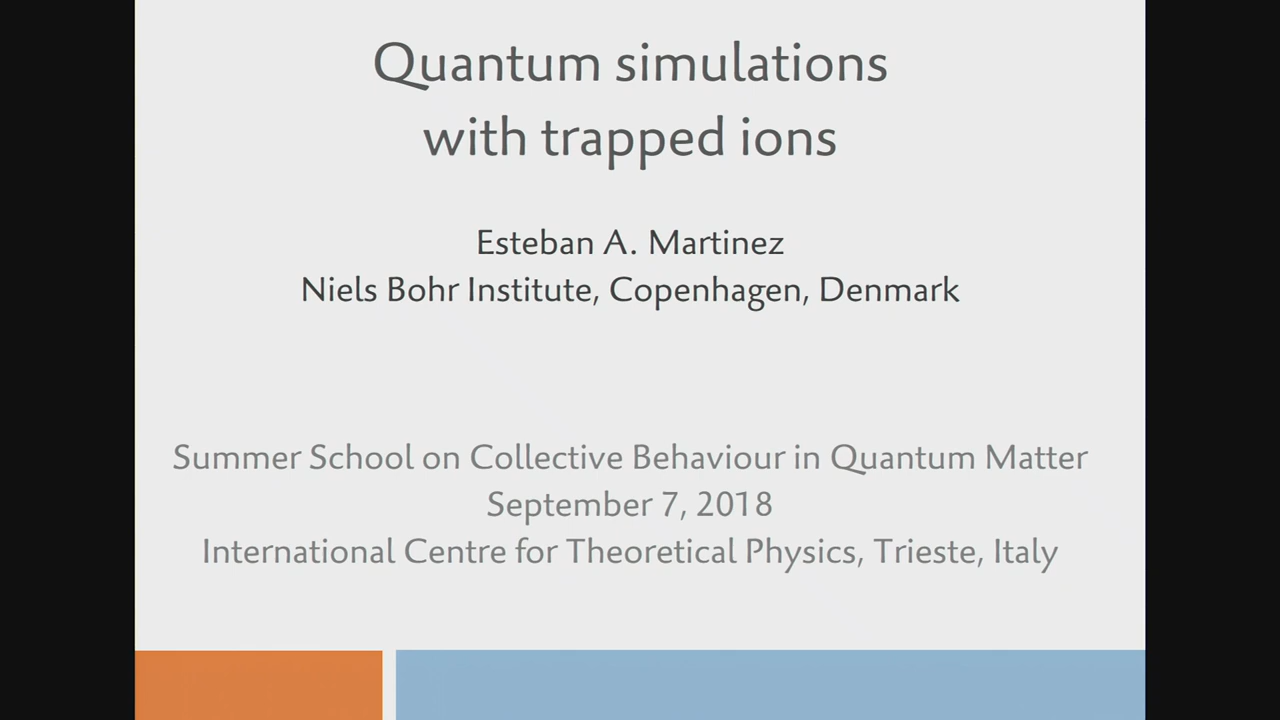 Quantum simulations
with trapped ions
Esteban A. Martinez
Niels Bohr Institute, Copenhagen, Denmark
Summer School on Collective Behaviour in Quantum Matter
September 7, 2018
International Centre for Theoretical Physics, Trieste, Italy